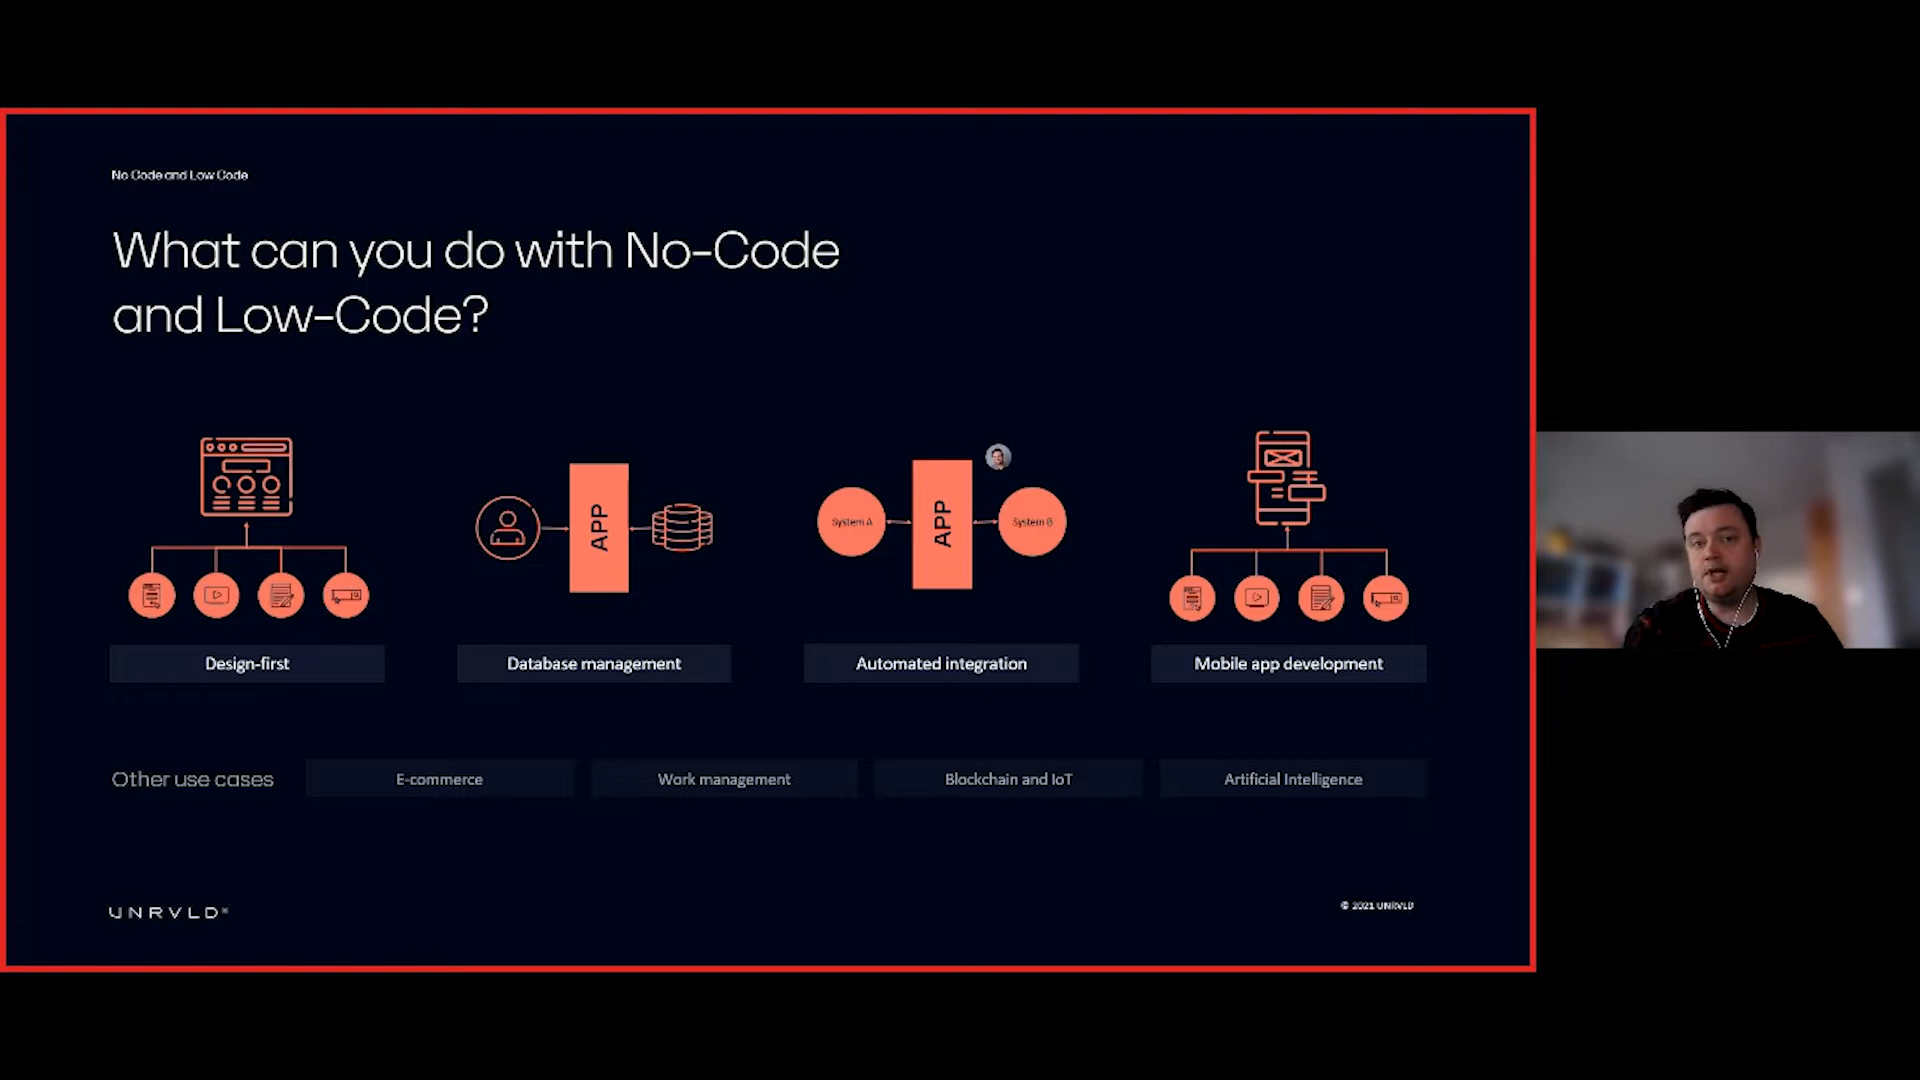 No Code and Low Code
What can you do with No-Code
and Low-Code?
APP
System A
APP
System B
Design-first
Database management
Automated integration
Mobile app development
Other use cases
E-commerce
Work management
Blockchain and IoT
Artificial Intelligence
UNRVLD
© 2021 UNRVLD